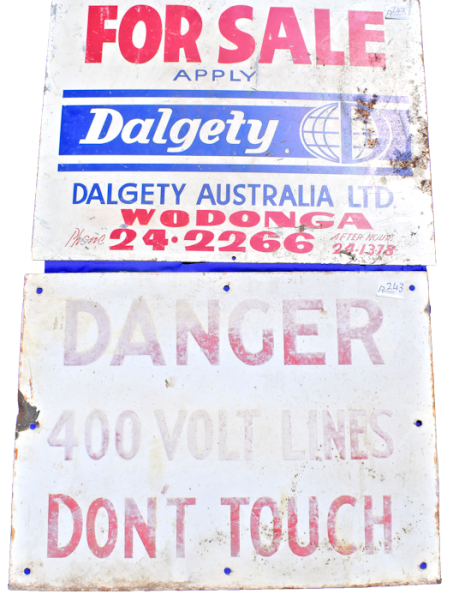 FOR SALE
APPLY
Dalgety
DALGETY AUSTRALIA LTD
WODONGA
Phone 24·2266
AFTER HOURS
24·1378
243
DANGER
400 VOLT LINES
DON'T TOUCH